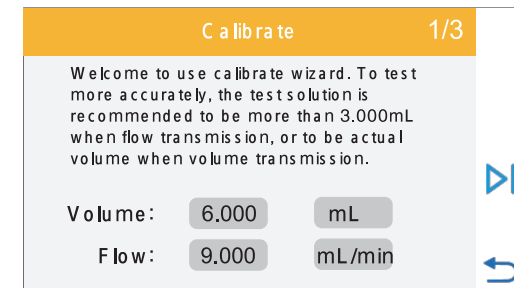 Calibrate 1/3
Welcome to use calibrate wizard. To test
more accurately, the test solution is
recommended to be more than 3.000mL
when flow transmission, or to be actual
volume when volume transmission.
Volume: 6.000 mL
Flow: 9.000 mL/min